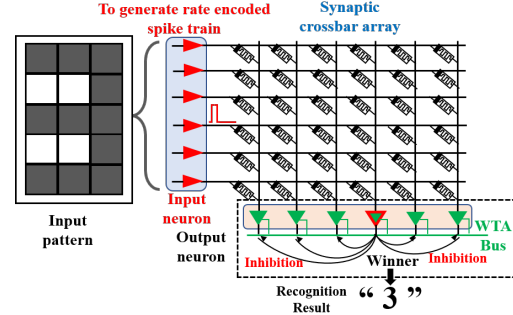 To generate rate encoded
spike train
Synaptic
crossbar array
Input
pattern
Input
neuron
Output
neuron
WTA
Bus
Inhibition
Winner
Inhibition
Recognition
Result
“ 3 ”